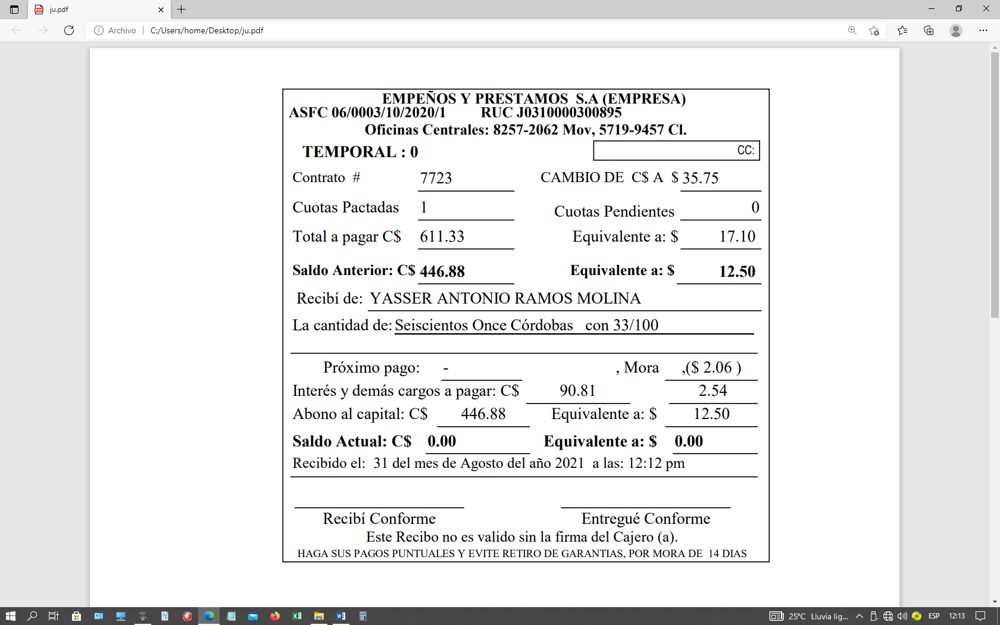 ju.pdf
Archivo C:/Users/home/Desktop/ju.pdf
EMPEÑOS Y PRESTAMOS S.A (EMPRESA)
ASFC 06/0003/10/2020/1 RUC J0310000300895
Oficinas Centrales: 8257-2062 Mov, 5719-9457 Cl.
TEMPORAL : 0 CC:
Contrato # 7723 CAMBIO DE C$ A $ 35.75
Cuotas Pactadas 1 Cuotas Pendientes 0
Total a pagar C$ 611.33 Equivalente a: $ 17.10
Saldo Anterior: C$ 446.88 Equivalente a: $ 12.50
Recibí de: YASSER ANTONIO RAMOS MOLINA
La cantidad de: Seiscientos Once Córdobas con 33/100
Próximo pago: - , Mora ,($ 2.06 )
Interés y demás cargos a pagar: C$ 90.81 2.54
Abono al capital: C$ 446.88 Equivalente a: $ 12.50
Saldo Actual: C$ 0.00 Equivalente a: $ 0.00
Recibido el: 31 del mes de Agosto del año 2021 a las: 12:12 pm
Recibí Conforme Entregué Conforme
Este Recibo no es valido sin la firma del Cajero (a).
HAGA SUS PAGOS PUNTUALES Y EVITE RETIRO DE GARANTIAS, POR MORA DE 14 DIAS
25°C Lluvia lig... ESP 12:13